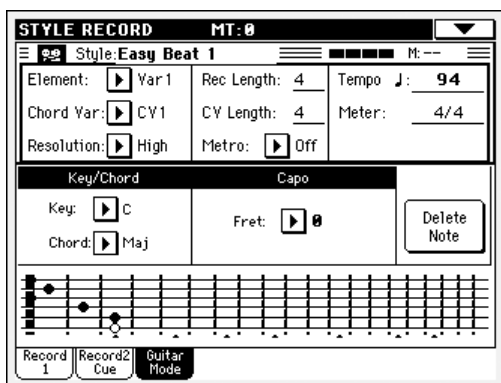 STYLE RECORD MT:0
Style:Easy Beat 1 M:--
Element: Var1 Rec Length: 4 Tempo ♩: 94
Chord Var: CV1 CV Length: 4 Meter: 4/4
Resolution: High Metro: Off
Key/Chord Capo
Key: C
Fret: 0
Chord: Maj
Delete
Note
Record
1
Record2
Cue
Guitar
Mode